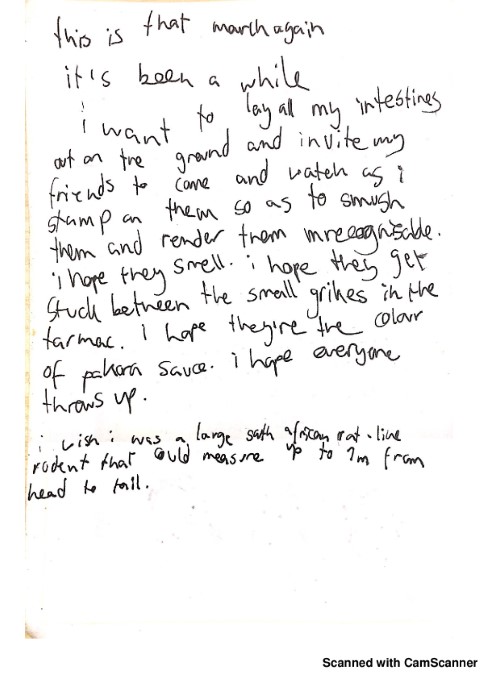 this is that march again
it's been a while
i want to lay all my intestines
out on the ground and invite my
friends to come and watch as i
stamp on them so as to smush
them and render them unrecognisable.
i hope they smell. i hope they get
stuck between the small grikes in the
tarmac. i hope they're the colour
of pakora sauce. i hope everyone
throws up.
i wish i was a large south african rat-like
rodent that could measure up to 1m from
head to tail.
Scanned with CamScanner